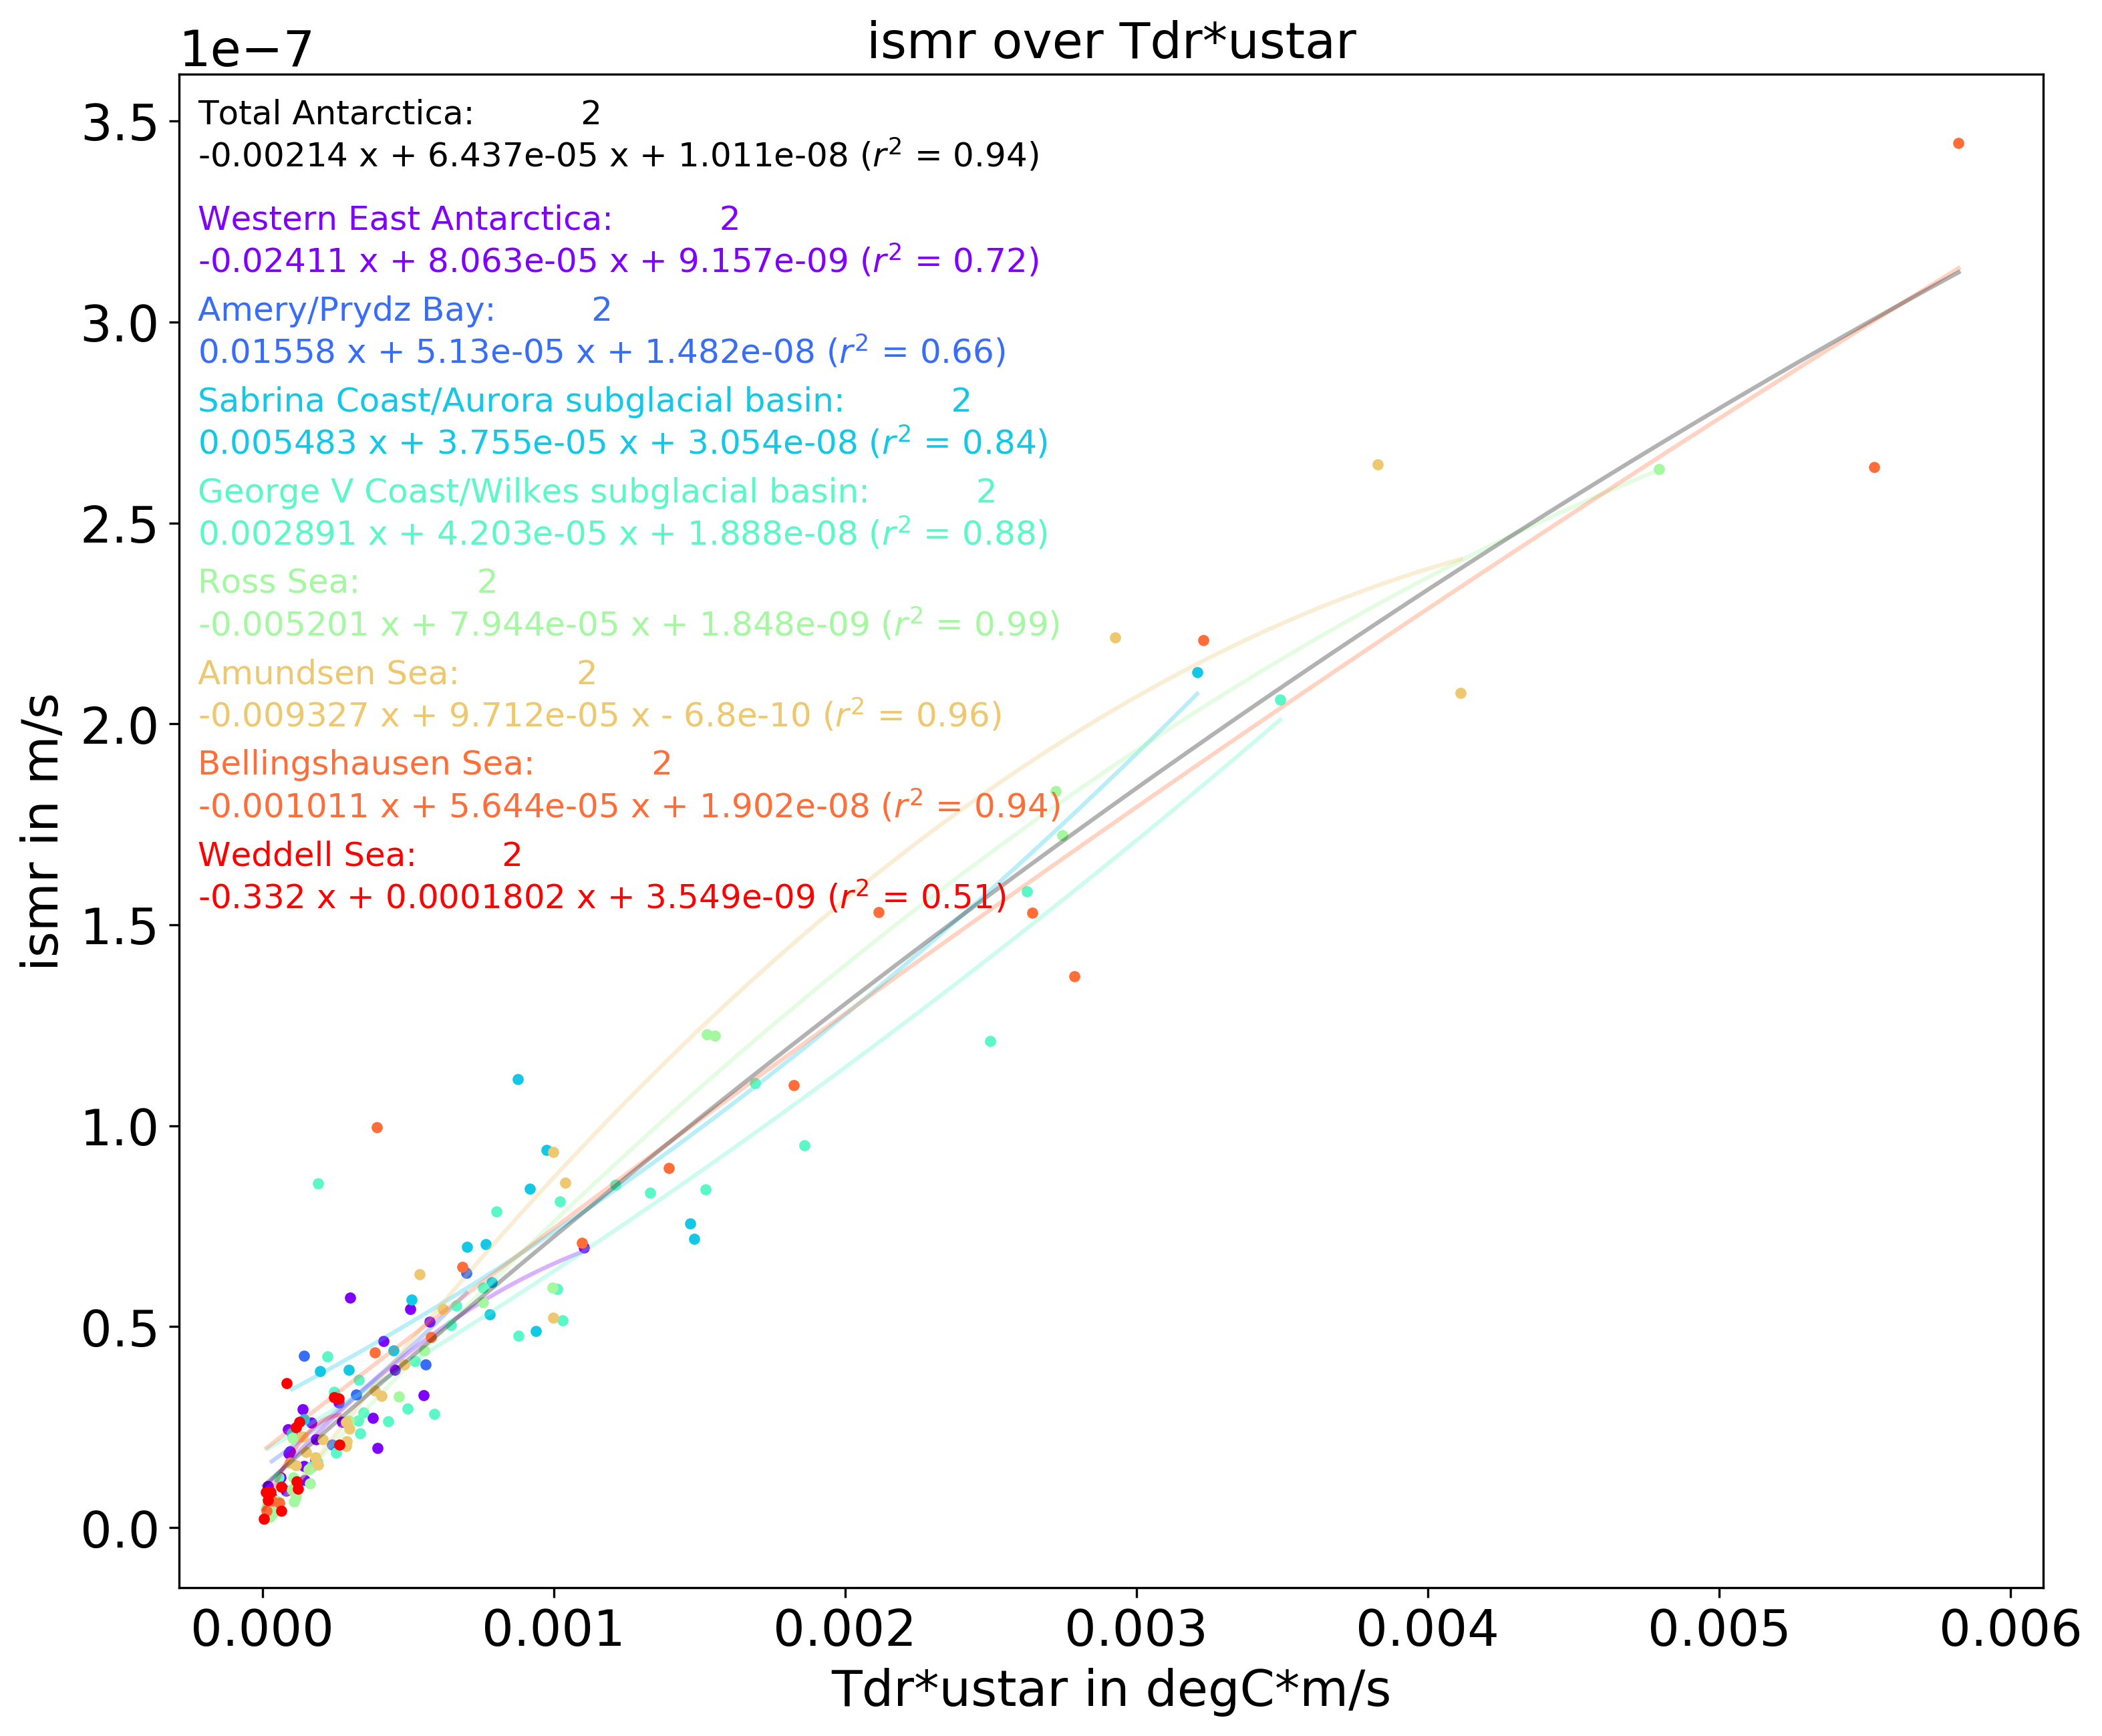 ismr over Tdr*ustar
1e−7
Total Antarctica: 2
-0.00214 x + 6.437e-05 x + 1.011e-08 (r² = 0.94)
Western East Antarctica: 2
-0.02411 x + 8.063e-05 x + 9.157e-09 (r² = 0.72)
Amery/Prydz Bay: 2
0.01558 x + 5.13e-05 x + 1.482e-08 (r² = 0.66)
Sabrina Coast/Aurora subglacial basin: 2
0.005483 x + 3.755e-05 x + 3.054e-08 (r² = 0.84)
George V Coast/Wilkes subglacial basin: 2
0.002891 x + 4.203e-05 x + 1.888e-08 (r² = 0.88)
Ross Sea: 2
-0.005201 x + 7.944e-05 x + 1.848e-09 (r² = 0.99)
Amundsen Sea: 2
-0.009327 x + 9.712e-05 x - 6.8e-10 (r² = 0.96)
Bellingshausen Sea: 2
-0.001011 x + 5.644e-05 x + 1.902e-08 (r² = 0.94)
Weddell Sea: 2
-0.332 x + 0.0001802 x + 3.549e-09 (r² = 0.51)
3.5
3.0
2.5
2.0
1.5
1.0
0.5
0.0
ismr in m/s
0.000 0.001 0.002 0.003 0.004 0.005 0.006
Tdr*ustar in degC*m/s